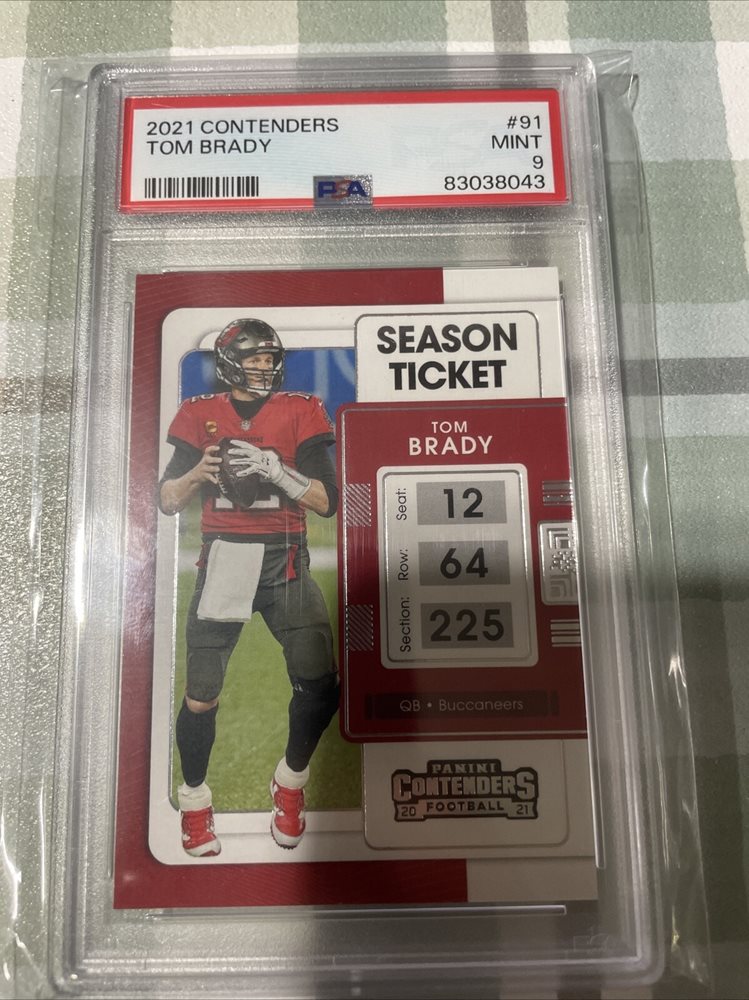 2021 CONTENDERS #91
TOM BRADY MINT
9
PSA 83038043
SEASON
TICKET
TOM
BRADY
Seat: 12
Row: 64
Section: 225
QB • Buccaneers
PANINI
CONTENDERS
20 FOOTBALL 21